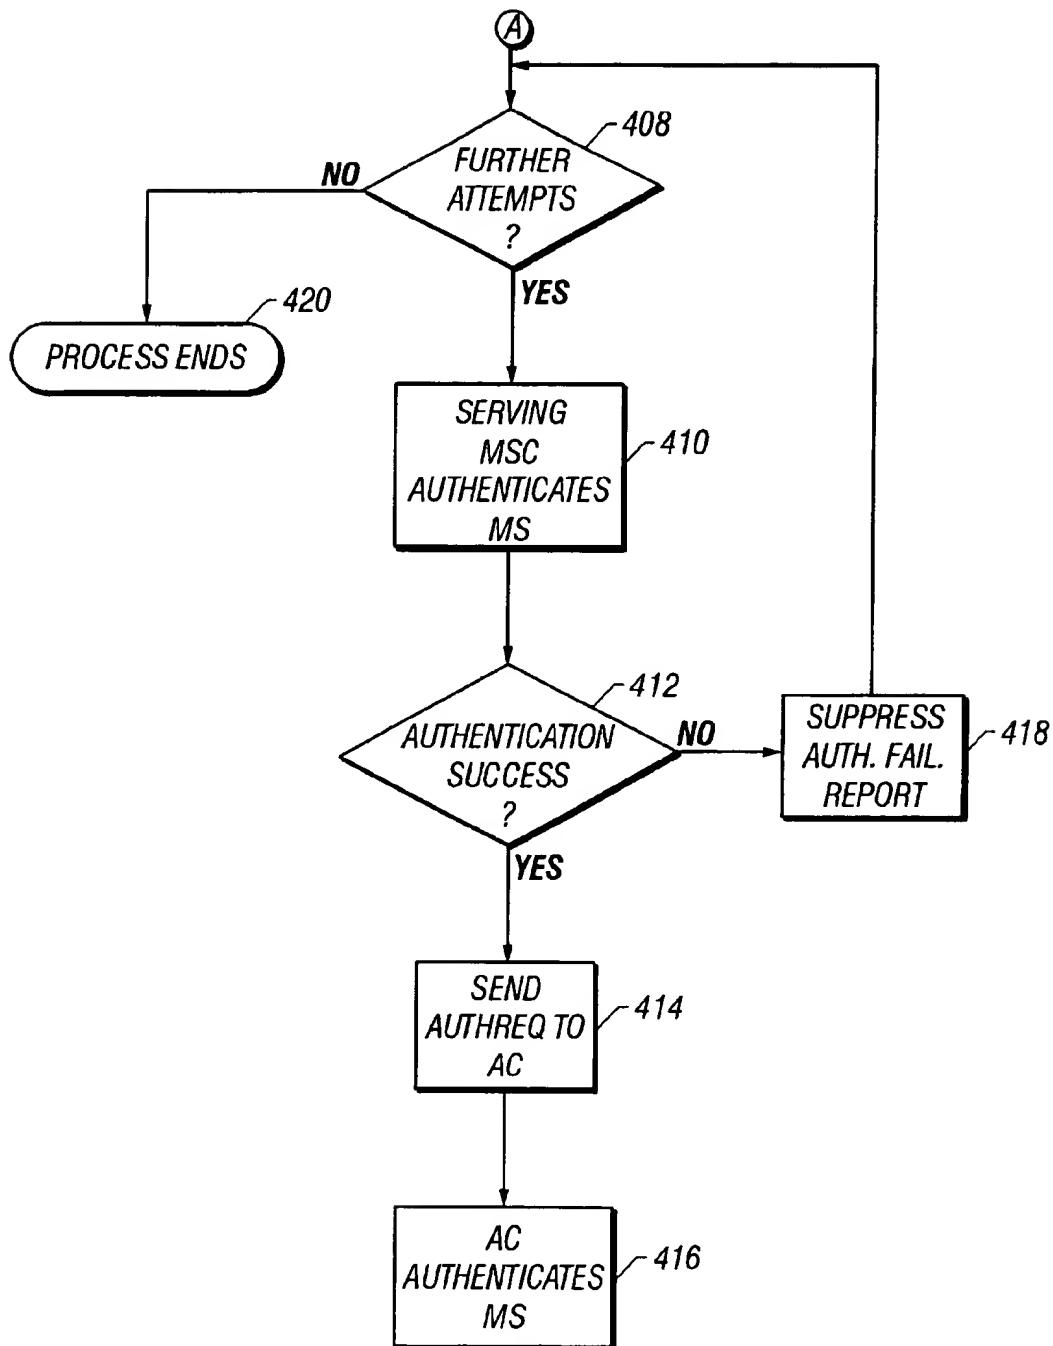 A
408
FURTHER
ATTEMPTS
?
NO
YES
420
PROCESS ENDS
SERVING
MSC
AUTHENTICATES
MS
410
412
AUTHENTICATION
SUCCESS
?
NO
YES
SUPPRESS
AUTH. FAIL.
REPORT
418
SEND
AUTHREQ TO
AC
414
AC
AUTHENTICATES
MS
416